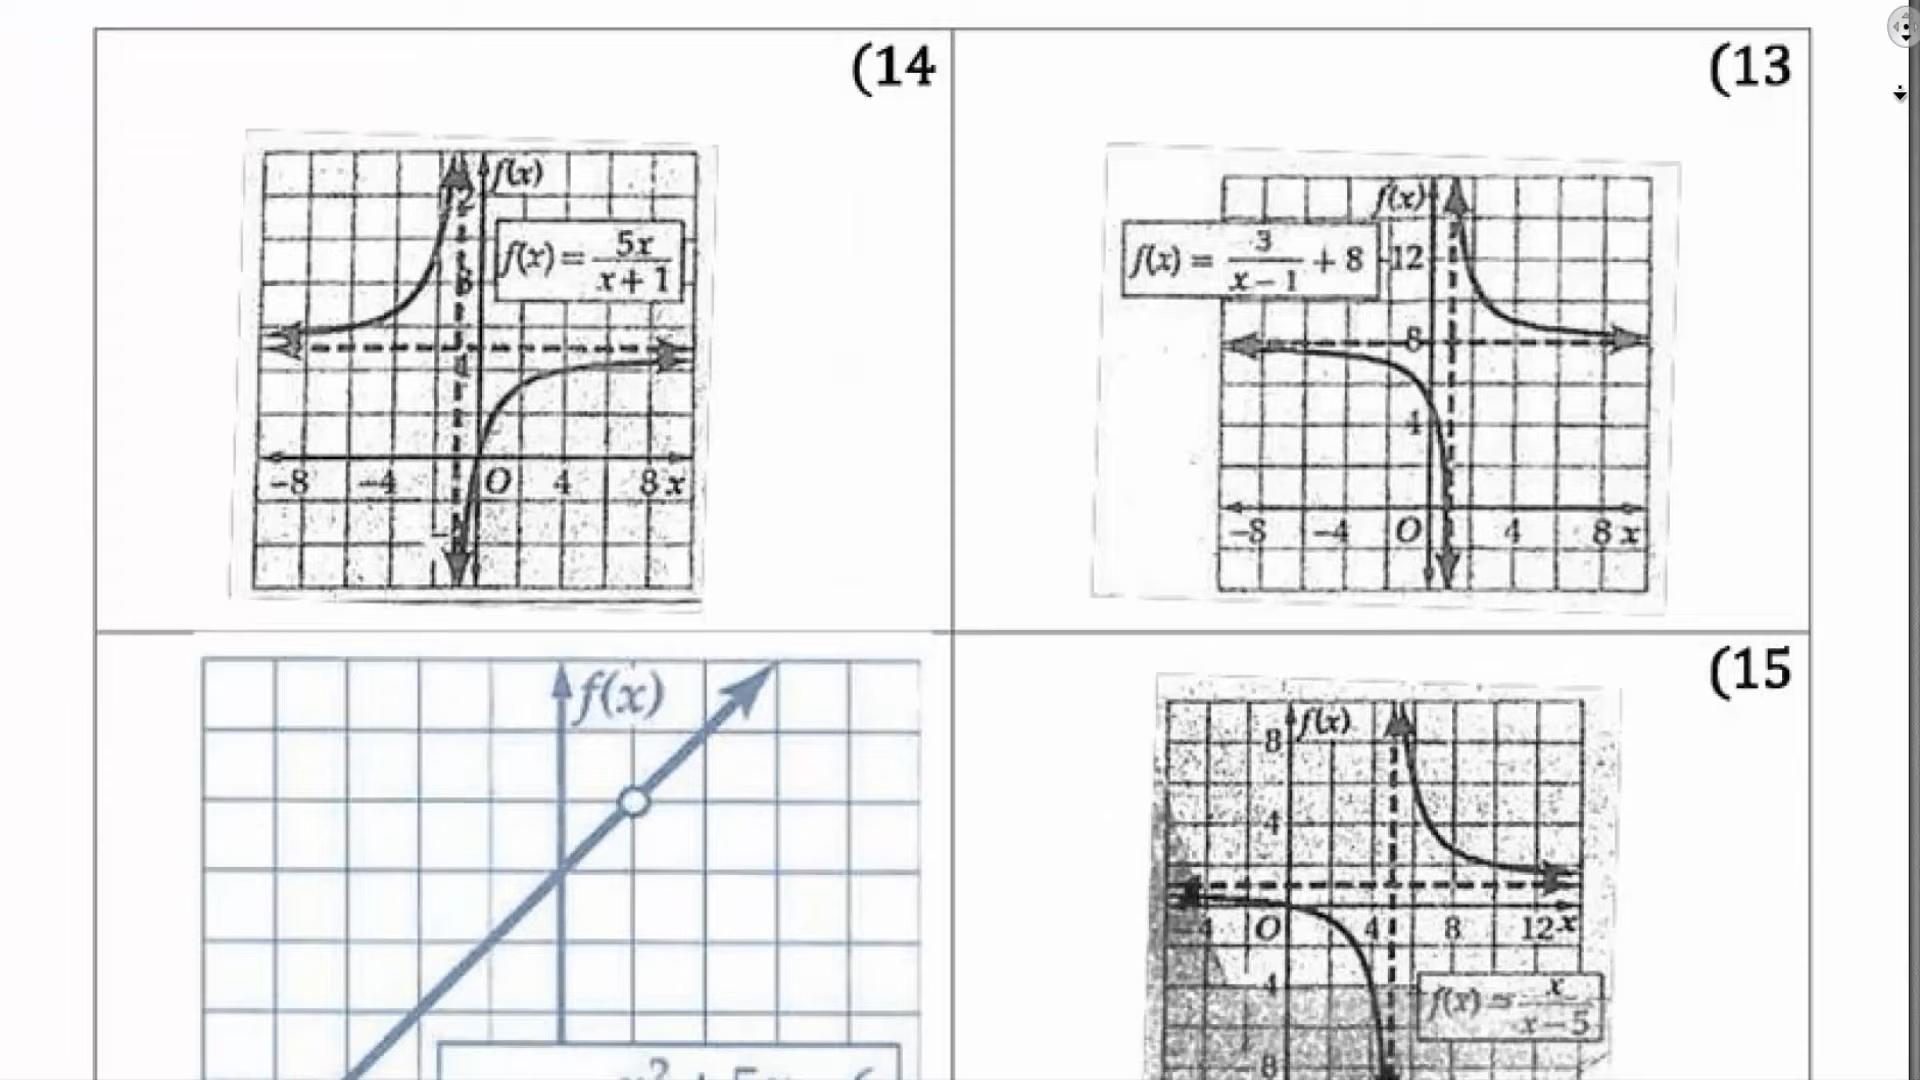 (13
f(x)
f(x) = 3/(x − 1) + 8
12
8
4
−8 −4 O 4 8 x
(14
f(x)
f(x) = 5x/(x + 1)
−8 −4 O 4 8 x
(15
f(x)
8
4
−4 O 4 8 12 x
4
f(x) = x/(x − 5)
8
f(x)